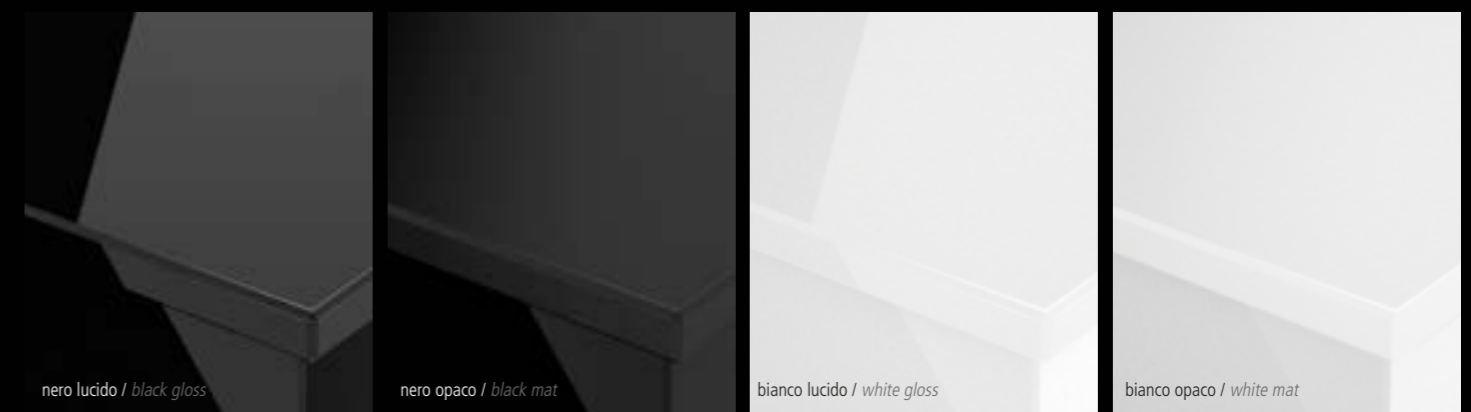 nero lucido / black gloss
nero opaco / black mat
bianco lucido / white gloss
bianco opaco / white mat